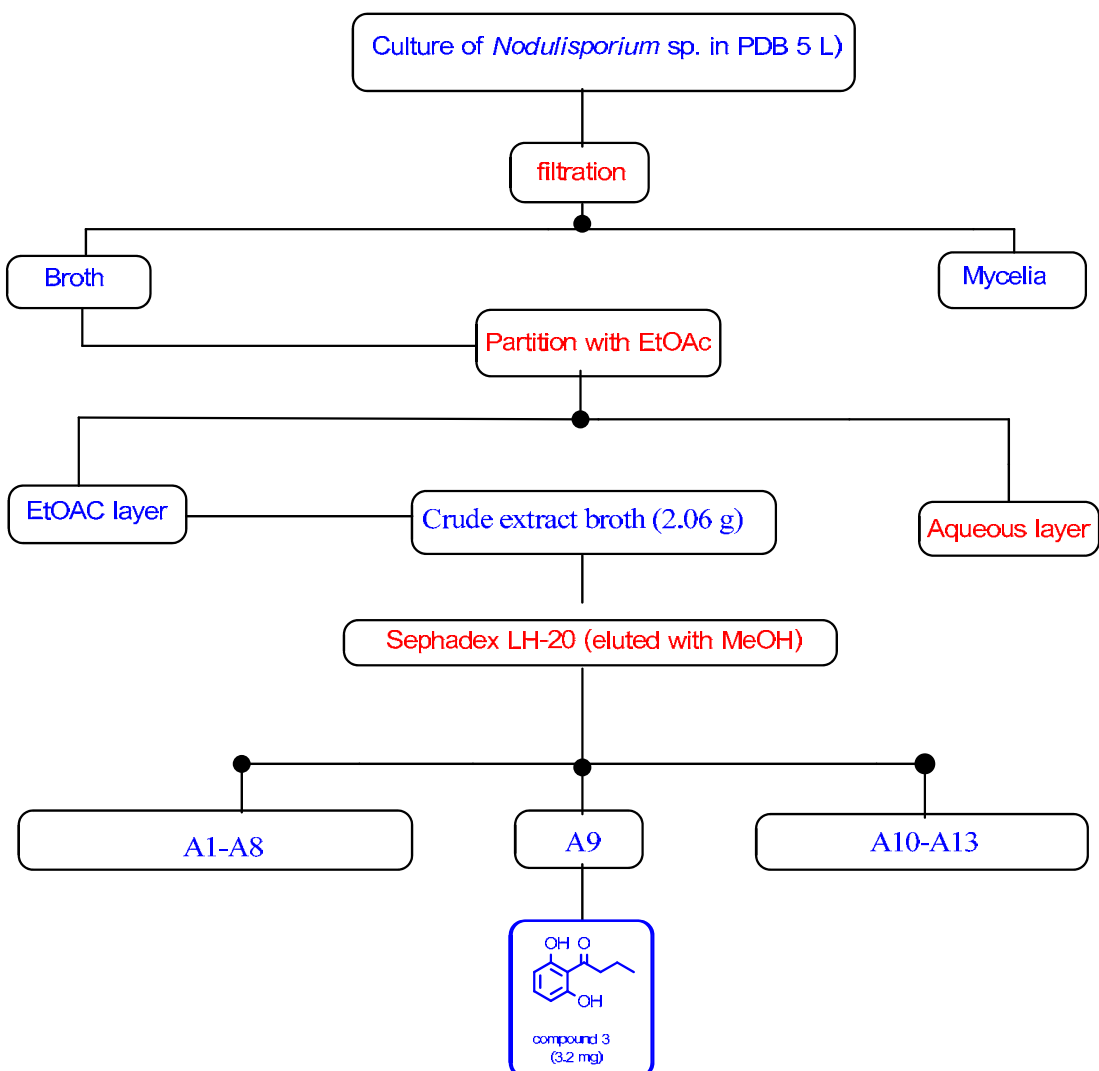 Culture of Nodulisporium sp. in PDB 5 L)
filtration
Broth
Mycelia
Partition with EtOAc
EtOAC layer
Crude extract broth (2.06 g)
Aqueous layer
Sephadex LH-20 (eluted with MeOH)
A1-A8
A9
A10-A13
OH O
OH
compound 3
(3.2 mg)